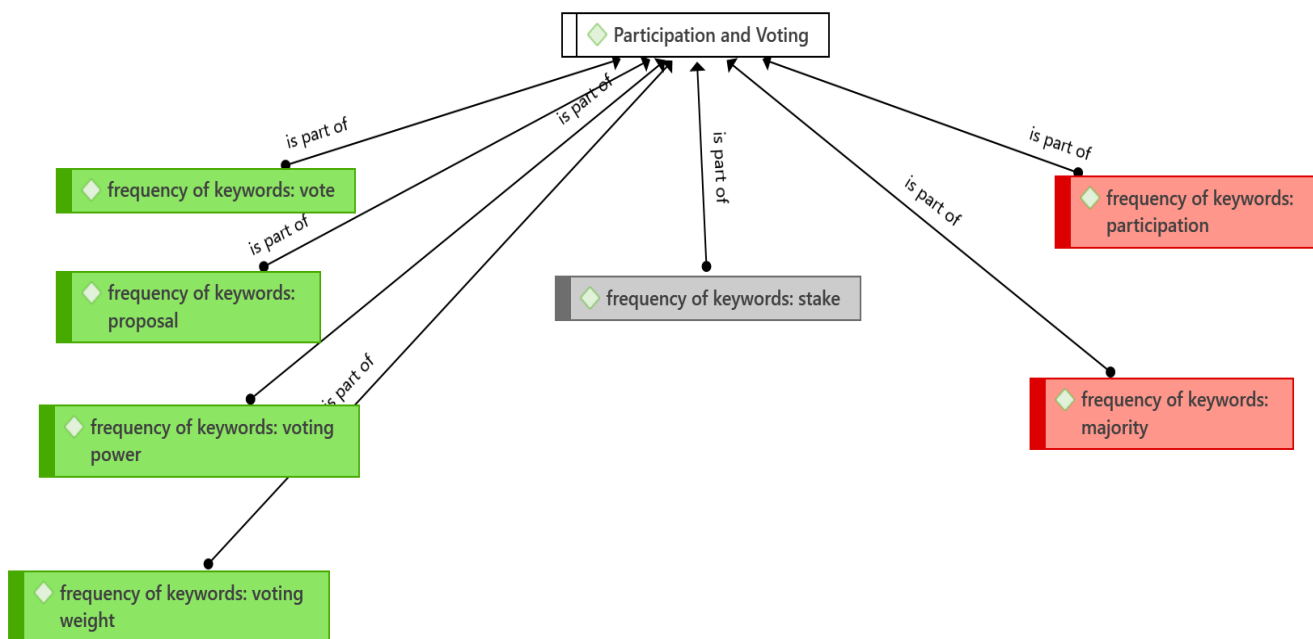 Participation and Voting
is part of
is part of
is part of
is part of
is part of
is part of
is part of
frequency of keywords: vote
frequency of keywords:
participation
frequency of keywords:
proposal
frequency of keywords: stake
frequency of keywords: voting
power
frequency of keywords:
majority
frequency of keywords: voting
weight